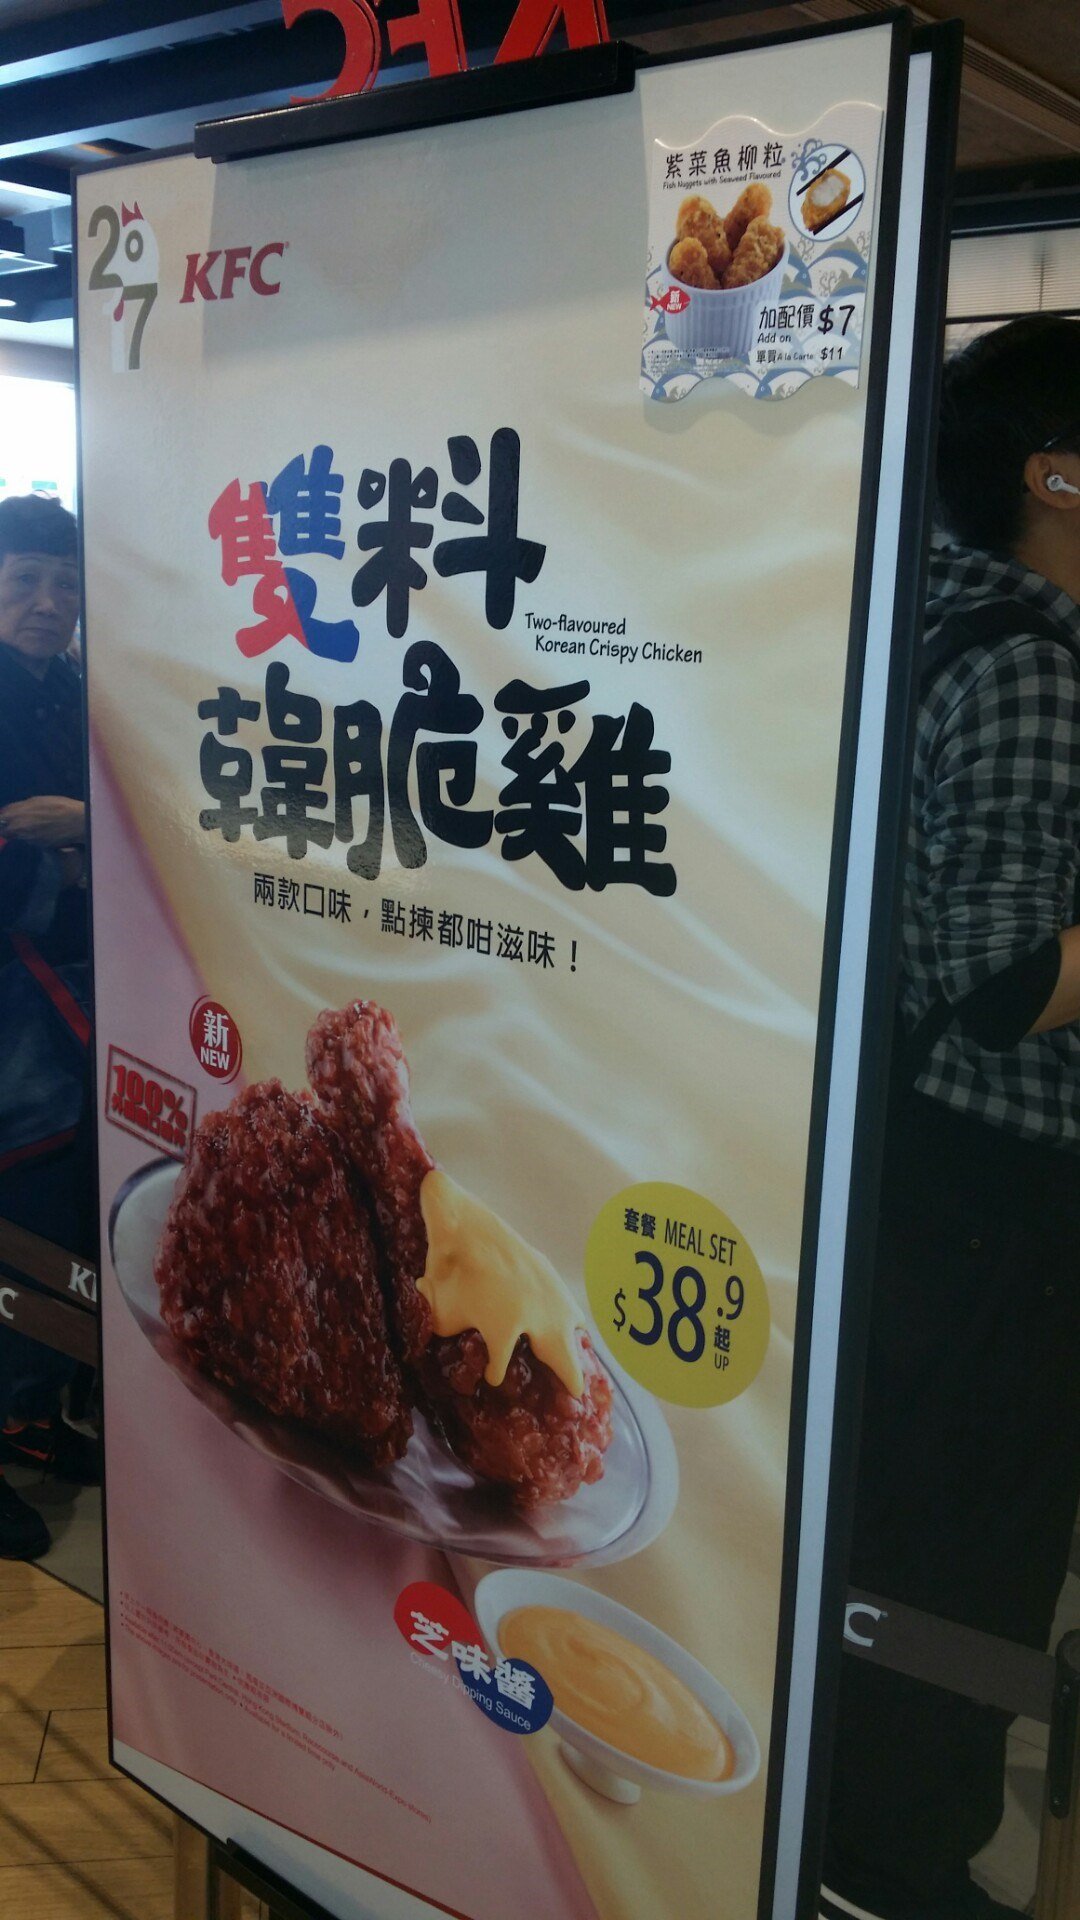 KFC
2017
KFC
紫菜魚柳粒
Fish Nuggets with Seaweed Flavoured
新
NEW
加配價 $7
Add on
單買 A la Carte $11
雙料
Two-flavoured
Korean Crispy Chicken
韓脆雞
兩款口味，點揀都咁滋味！
新
NEW
100%
套餐 MEAL SET
$38.9
起
UP
芝味醬
Cheesy Dipping Sauce